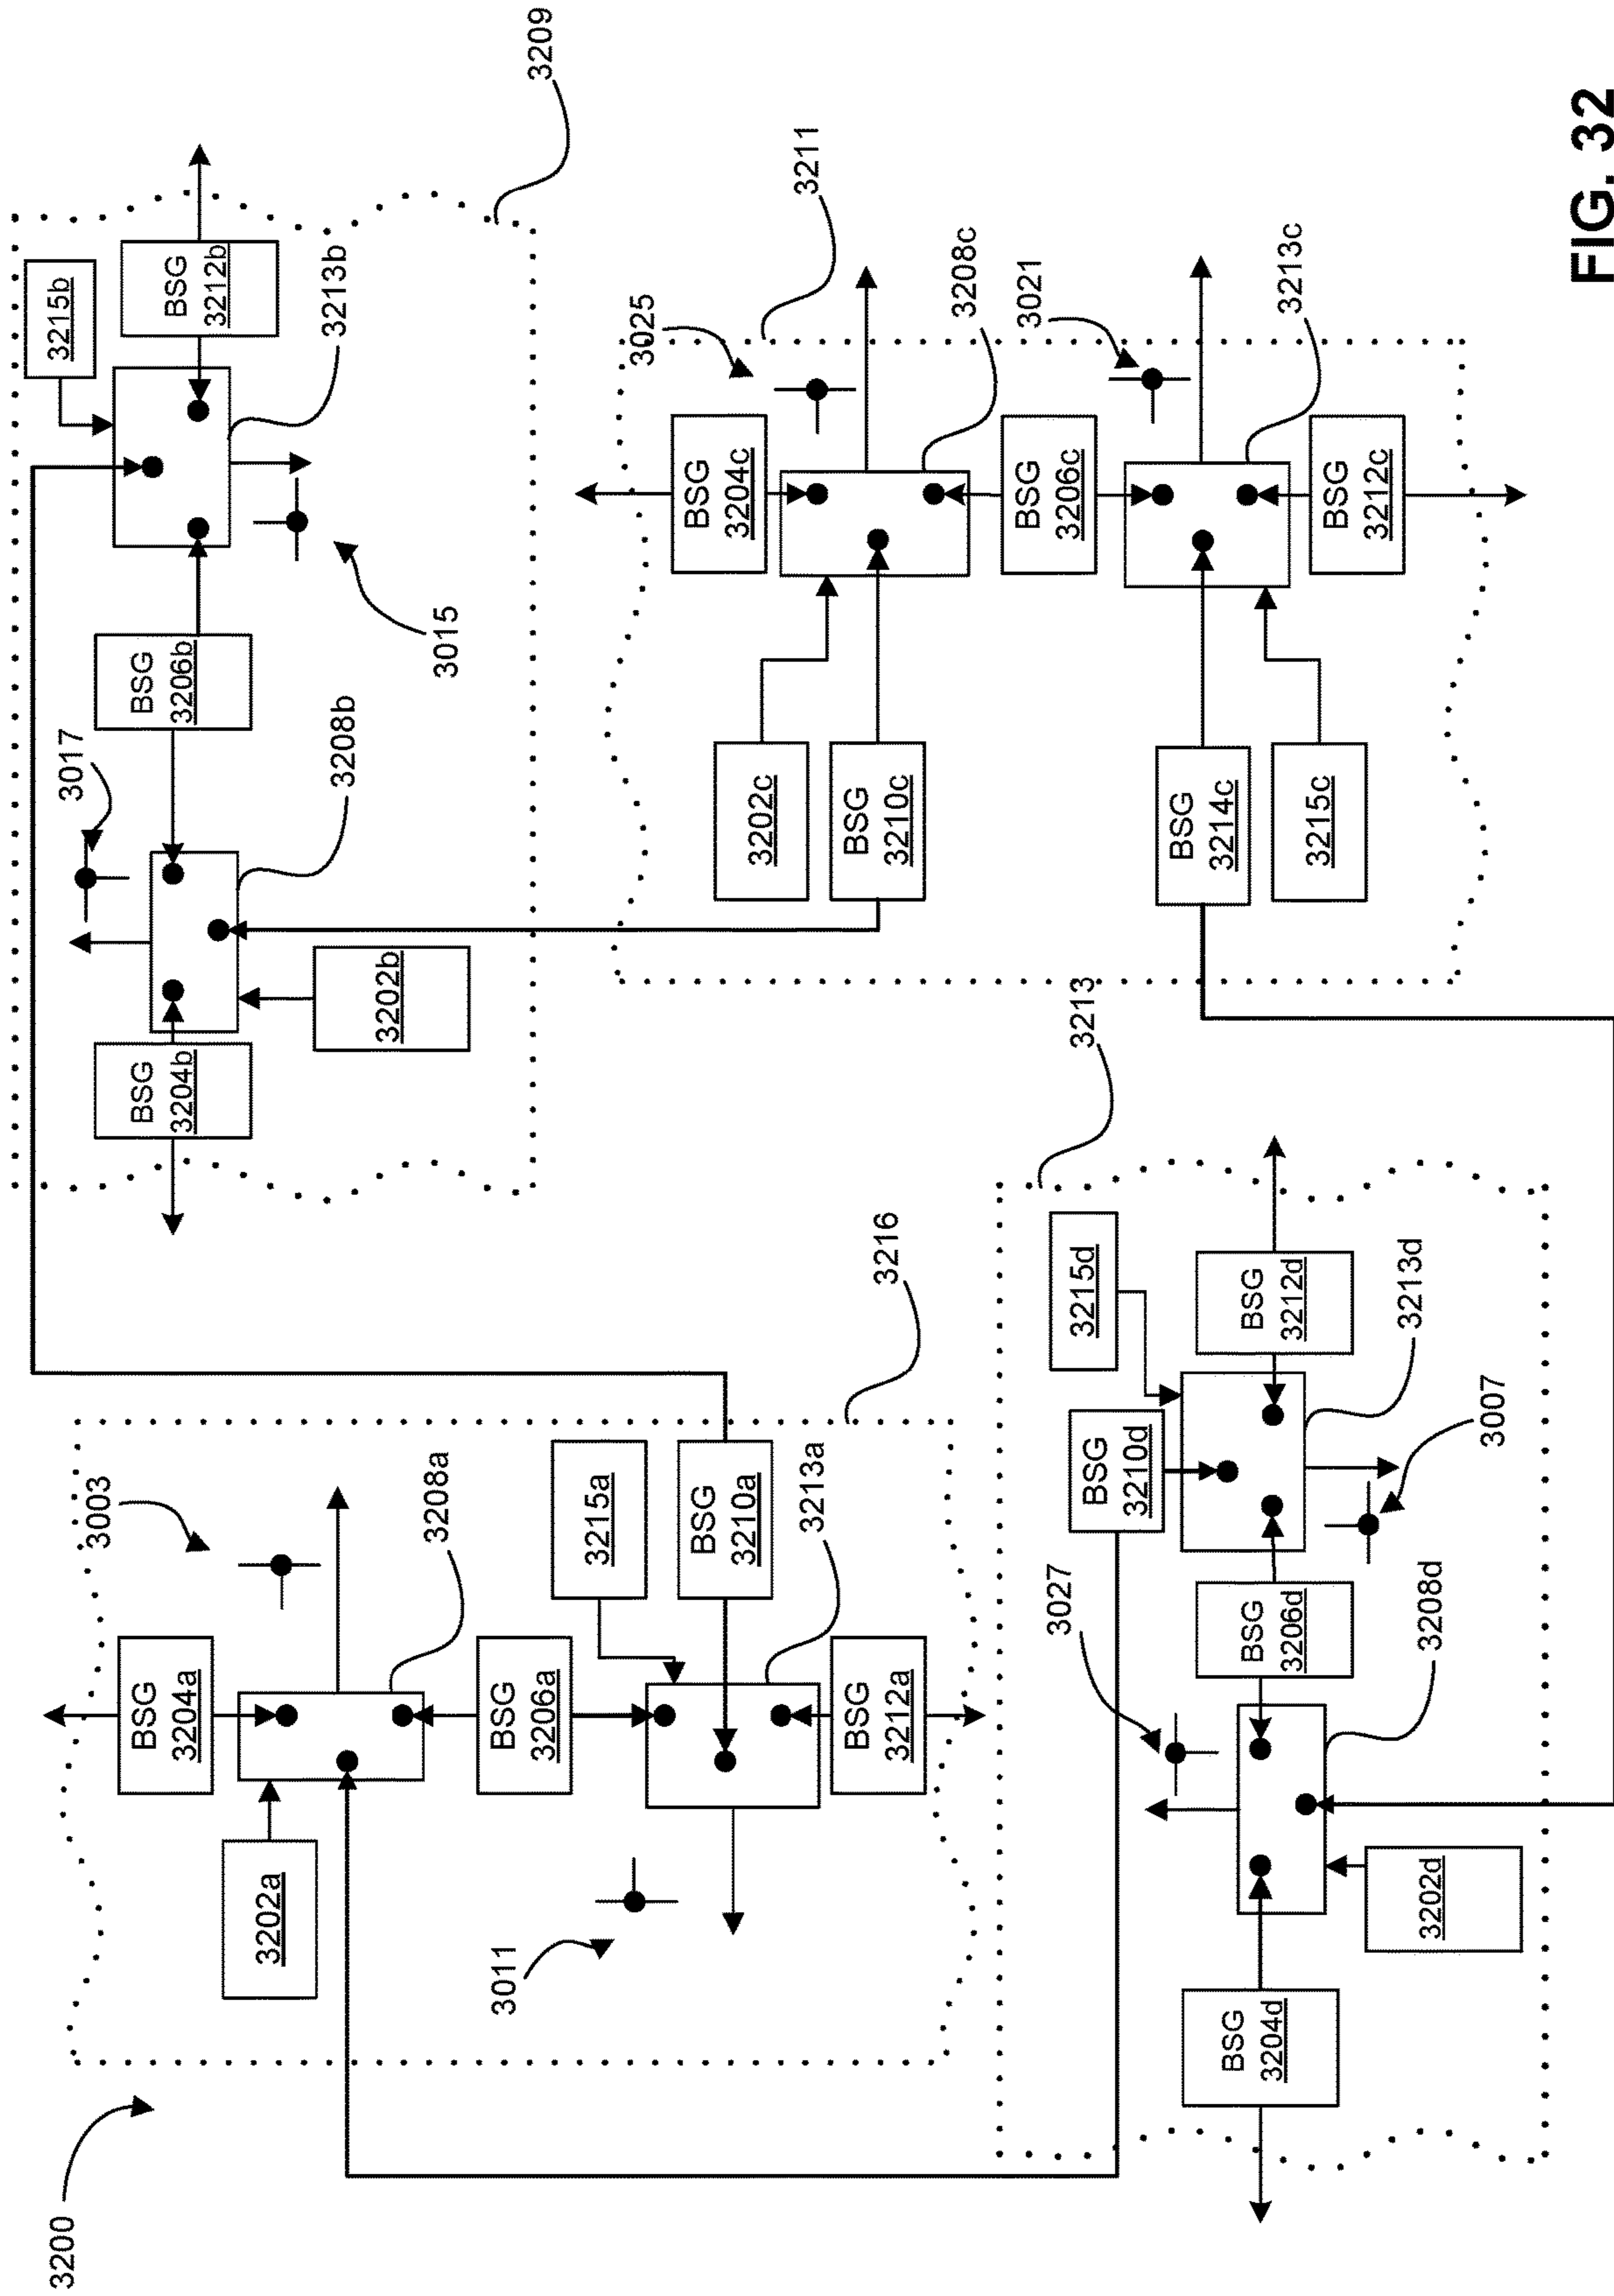 3200
3216
3003
BSG
3204a
3202a
3208a
BSG
3206a
3215a
BSG
3210a
3213a
BSG
3212a
3011
3209
3215b
BSG
3212b
3213b
3015
BSG
3206b
3017
3208b
BSG
3204b
3202b
3211
3025
BSG
3204c
3208c
3202c
BSG
3210c
BSG
3206c
3021
3213c
BSG
3214c
3215c
BSG
3212c
3213
3215d
BSG
3210d
BSG
3212d
3213d
3007
BSG
3206d
3027
3208d
BSG
3204d
3202d
FIG. 32